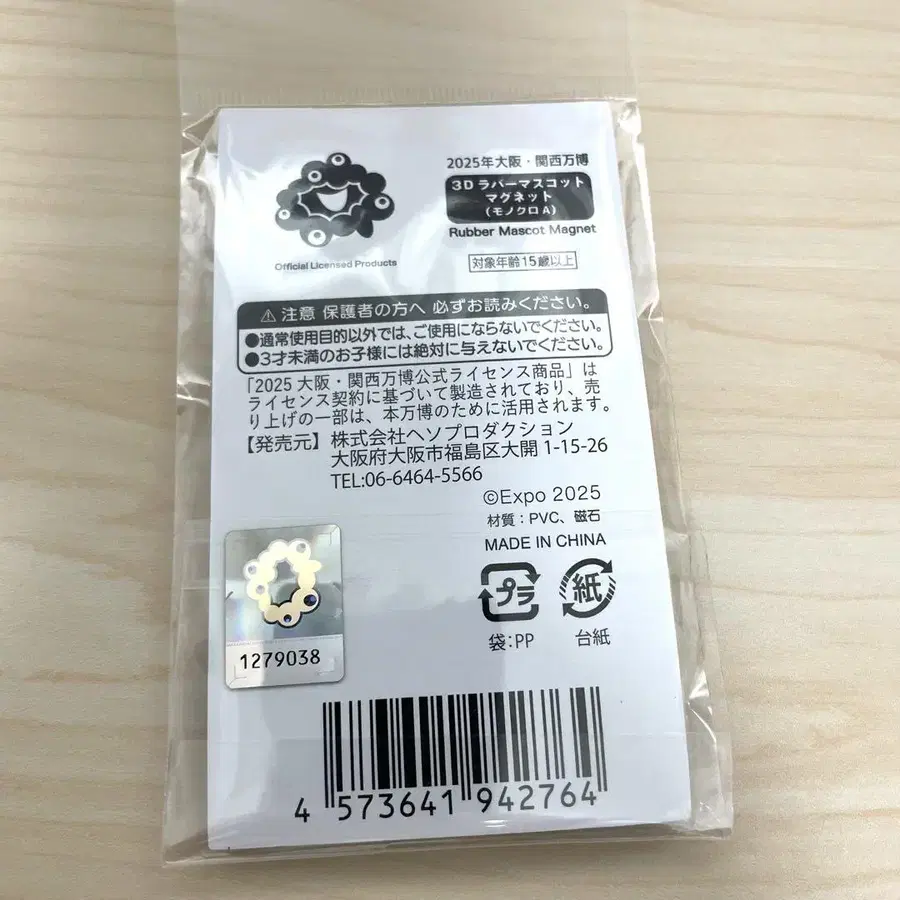 2025年大阪・関西万博
3D ラバーマスコット
マグネット
(モノクロ A)
Rubber Mascot Magnet
対象年齢15歳以上
Official Licensed Products
⚠ 注意 保護者の方へ 必ずお読みください。
●通常使用目的以外では、ご使用にならないでください。
●3才未満のお子様には絶対に与えないでください。
「2025 大阪・関西万博公式ライセンス商品」は
ライセンス契約に基づいて製造されており、売
り上げの一部は、本万博のために活用されます。
【発売元】 株式会社ヘソプロダクション
大阪府大阪市福島区大開 1-15-26
TEL:06-6464-5566
©Expo 2025
材質：PVC、磁石
MADE IN CHINA
プラ
紙
袋:PP
台紙
1279038
4 573641 942764